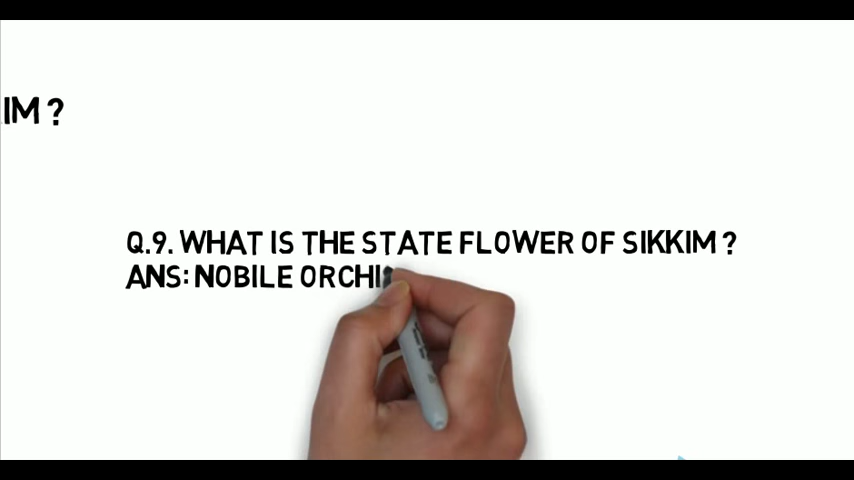 IM ?
Q.9. WHAT IS THE STATE FLOWER OF SIKKIM ?
ANS: NOBILE ORCHI